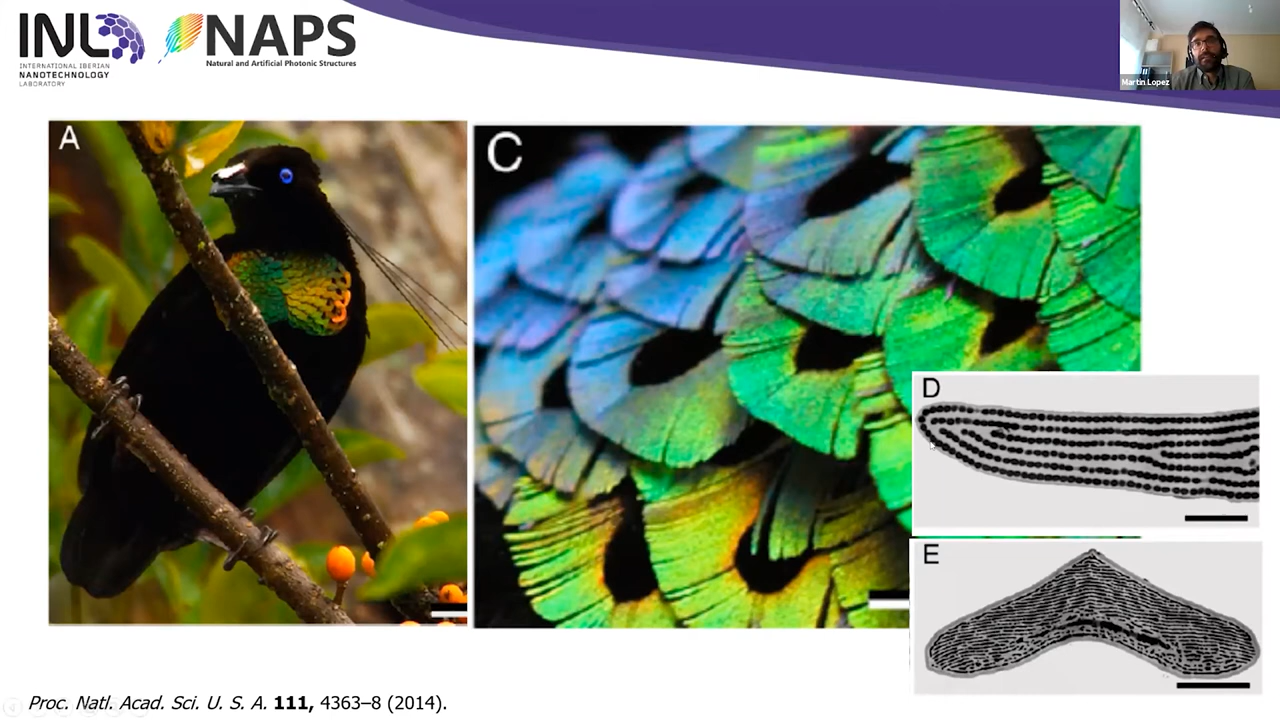 INL
INTERNATIONAL IBERIAN
NANOTECHNOLOGY
LABORATORY
NAPS
Natural and Artificial Photonic Structures
Martin Lopez
A
C
D
E
Proc. Natl. Acad. Sci. U. S. A. 111, 4363–8 (2014).